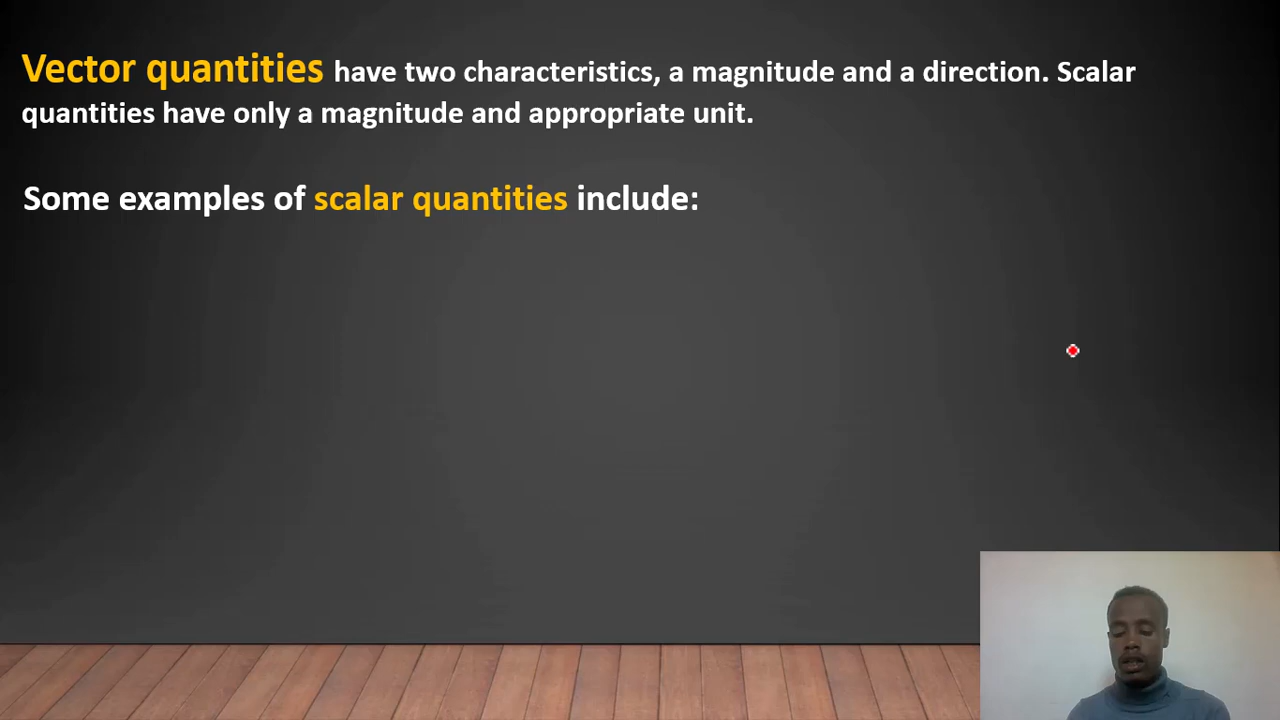 Vector quantities have two characteristics, a magnitude and a direction. Scalar
quantities have only a magnitude and appropriate unit.
Some examples of scalar quantities include: